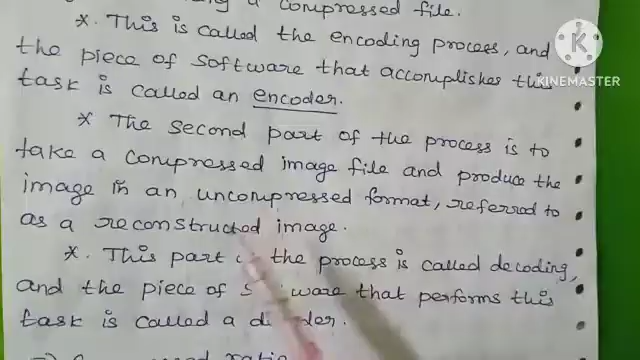 a compressed file.
*. This is called the encoding process, and
the piece of software that accomplishes this
task is called an encoder.
* The second part of the process is to
take a compressed image file and produce the
image in an uncompressed format, referred to
as a reconstructed image.
*. This part the process is called decoding,
and the piece of that performs this
task is called a
KINEMASTER